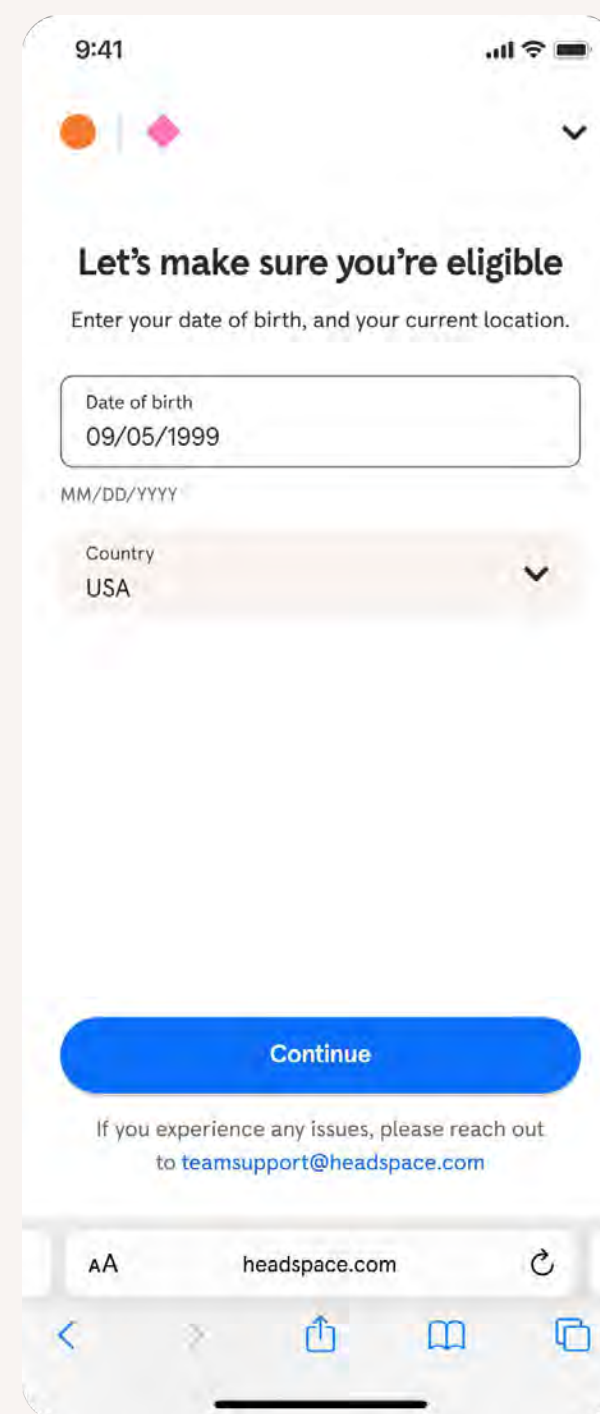 9:41
Let’s make sure you’re eligible
Enter your date of birth, and your current location.
Date of birth
09/05/1999
MM/DD/YYYY
Country
USA
Continue
If you experience any issues, please reach out
to teamsupport@headspace.com
AA headspace.com